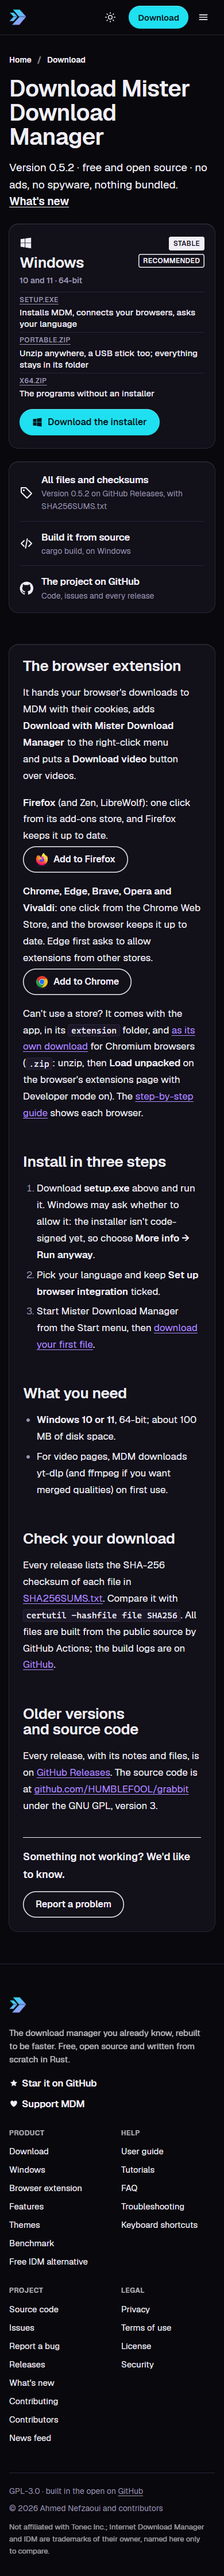 Download
Home / Download
Download Mister
Download
Manager
Version 0.5.2 · free and open source · no
ads, no spyware, nothing bundled.
What's new
STABLE
Windows
RECOMMENDED
10 and 11 · 64-bit
SETUP.EXE
Installs MDM, connects your browsers, asks
your language
PORTABLE.ZIP
Unzip anywhere, a USB stick too; everything
stays in its folder
X64.ZIP
The programs without an installer
Download the installer
All files and checksums
Version 0.5.2 on GitHub Releases, with
SHA256SUMS.txt
Build it from source
cargo build, on Windows
The project on GitHub
Code, issues and every release
The browser extension
It hands your browser's downloads to
MDM with their cookies, adds
Download with Mister Download
Manager to the right-click menu
and puts a Download video button
over videos.
Firefox (and Zen, LibreWolf): one click
from its add-ons store, and Firefox
keeps it up to date.
Add to Firefox
Chrome, Edge, Brave, Opera and
Vivaldi: one click from the Chrome Web
Store, and the browser keeps it up to
date. Edge first asks to allow
extensions from other stores.
Add to Chrome
Can't use a store? It comes with the
app, in its extension folder, and as its
own download for Chromium browsers
(.zip: unzip, then Load unpacked on
the browser's extensions page with
Developer mode on). The step-by-step
guide shows each browser.
Install in three steps
1. Download setup.exe above and run
it. Windows may ask whether to
allow it: the installer isn't code-
signed yet, so choose More info →
Run anyway.
2. Pick your language and keep Set up
browser integration ticked.
3. Start Mister Download Manager
from the Start menu, then download
your first file.
What you need
• Windows 10 or 11, 64-bit; about 100
MB of disk space.
• For video pages, MDM downloads
yt-dlp (and ffmpeg if you want
merged qualities) on first use.
Check your download
Every release lists the SHA-256
checksum of each file in
SHA256SUMS.txt. Compare it with
certutil -hashfile file SHA256. All
files are built from the public source by
GitHub Actions; the build logs are on
GitHub.
Older versions
and source code
Every release, with its notes and files, is
on GitHub Releases. The source code is
at github.com/HUMBLEF0OL/grabbit
under the GNU GPL, version 3.
Something not working? We'd like
to know.
Report a problem
The download manager you already know, rebuilt
to be faster. Free, open source and written from
scratch in Rust.
Star it on GitHub
Support MDM
PRODUCT
Download
Windows
Browser extension
Features
Themes
Benchmark
Free IDM alternative
HELP
User guide
Tutorials
FAQ
Troubleshooting
Keyboard shortcuts
PROJECT
Source code
Issues
Report a bug
Releases
What's new
Contributing
Contributors
News feed
LEGAL
Privacy
Terms of use
License
Security
GPL-3.0 · built in the open on GitHub
© 2026 Ahmed Nefzaoui and contributors
Not affiliated with Tonec Inc.; Internet Download Manager
and IDM are trademarks of their owner, named here only
to compare.